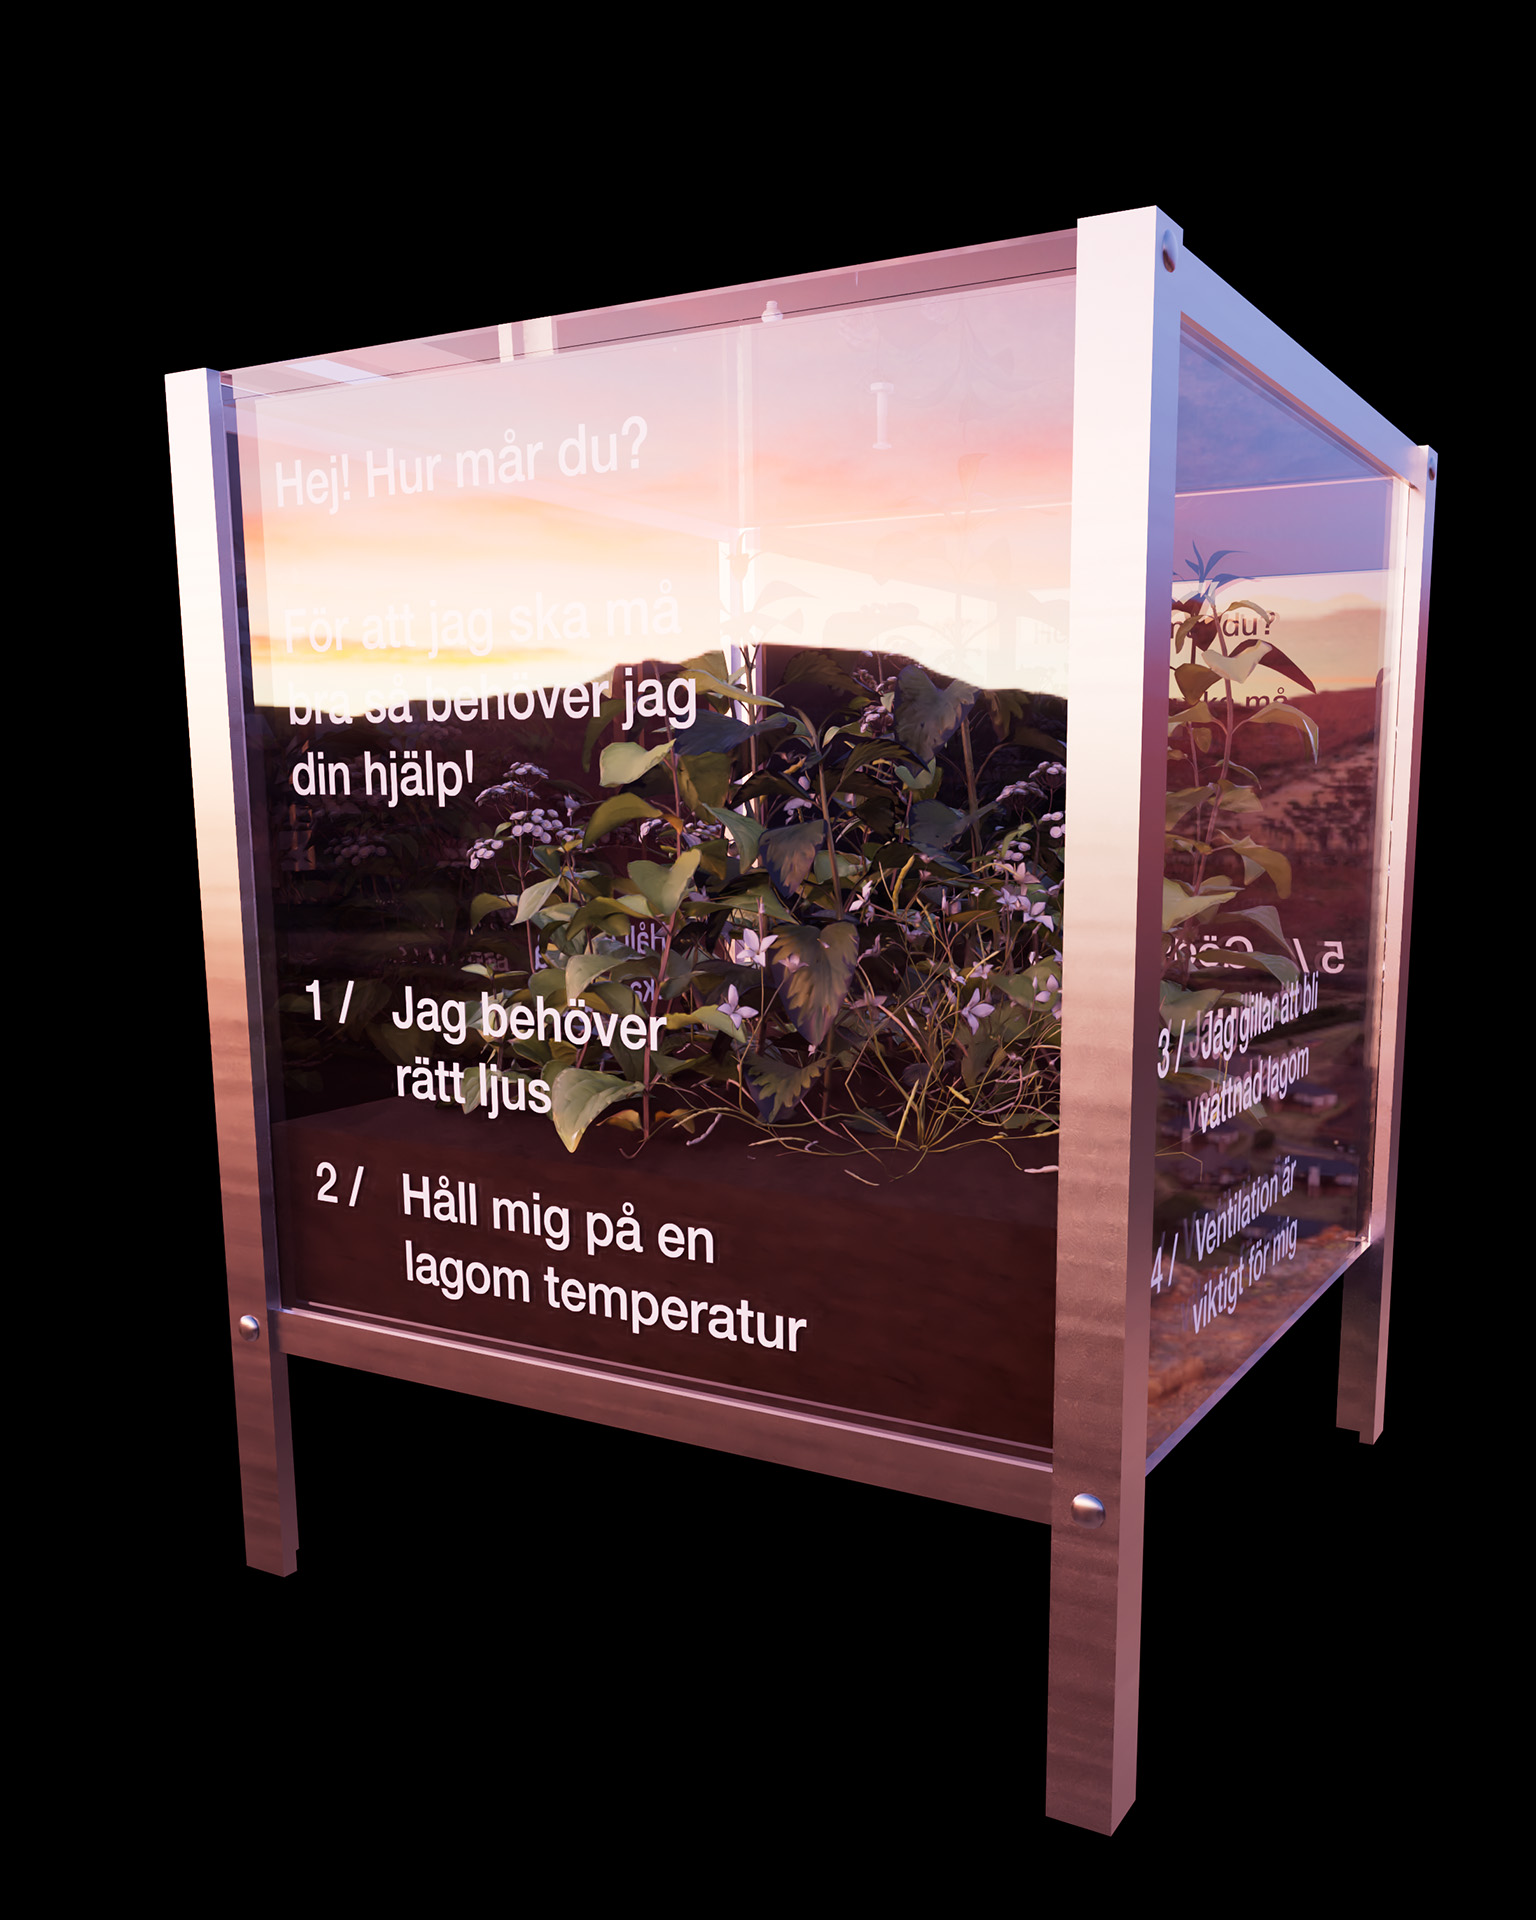 Hej! Hur mår du?
För att jag ska må
bra så behöver jag
din hjälp!
1 / Jag behöver
rätt ljus
2 / Håll mig på en
lagom temperatur
3 / Jag gillar att bli
vattnad lagom
4 / Ventilation är
viktigt för mig
5 /